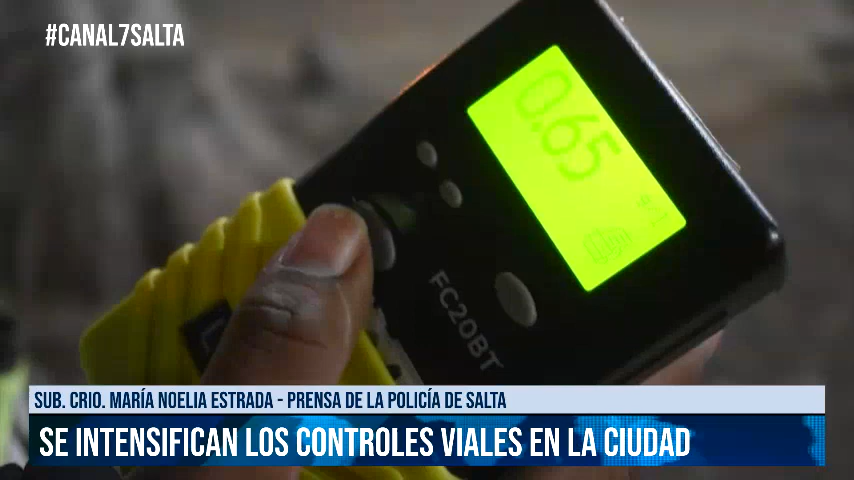 #CANAL7SALTA
0.65
FC20BT
SUB. CRIO. MARÍA NOELIA ESTRADA - PRENSA DE LA POLICÍA DE SALTA
SE INTENSIFICAN LOS CONTROLES VIALES EN LA CIUDAD